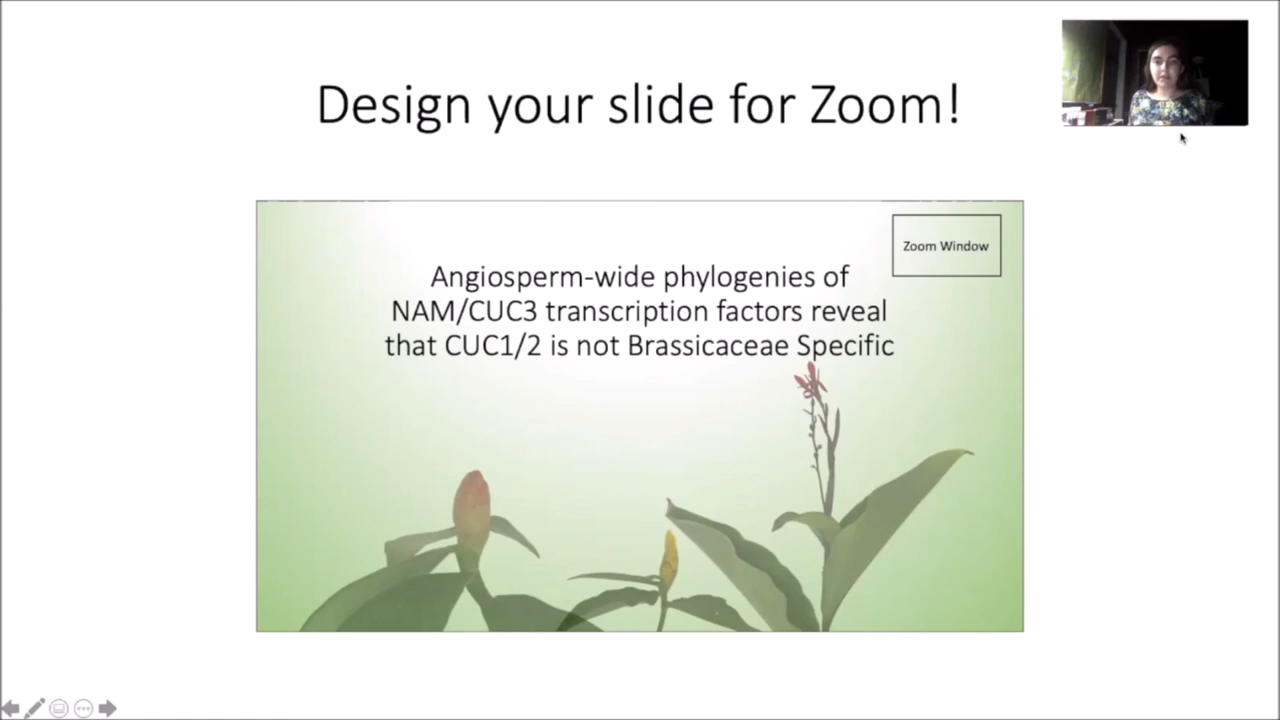 Design your slide for Zoom!
Zoom Window
Angiosperm-wide phylogenies of
NAM/CUC3 transcription factors reveal
that CUC1/2 is not Brassicaceae Specific